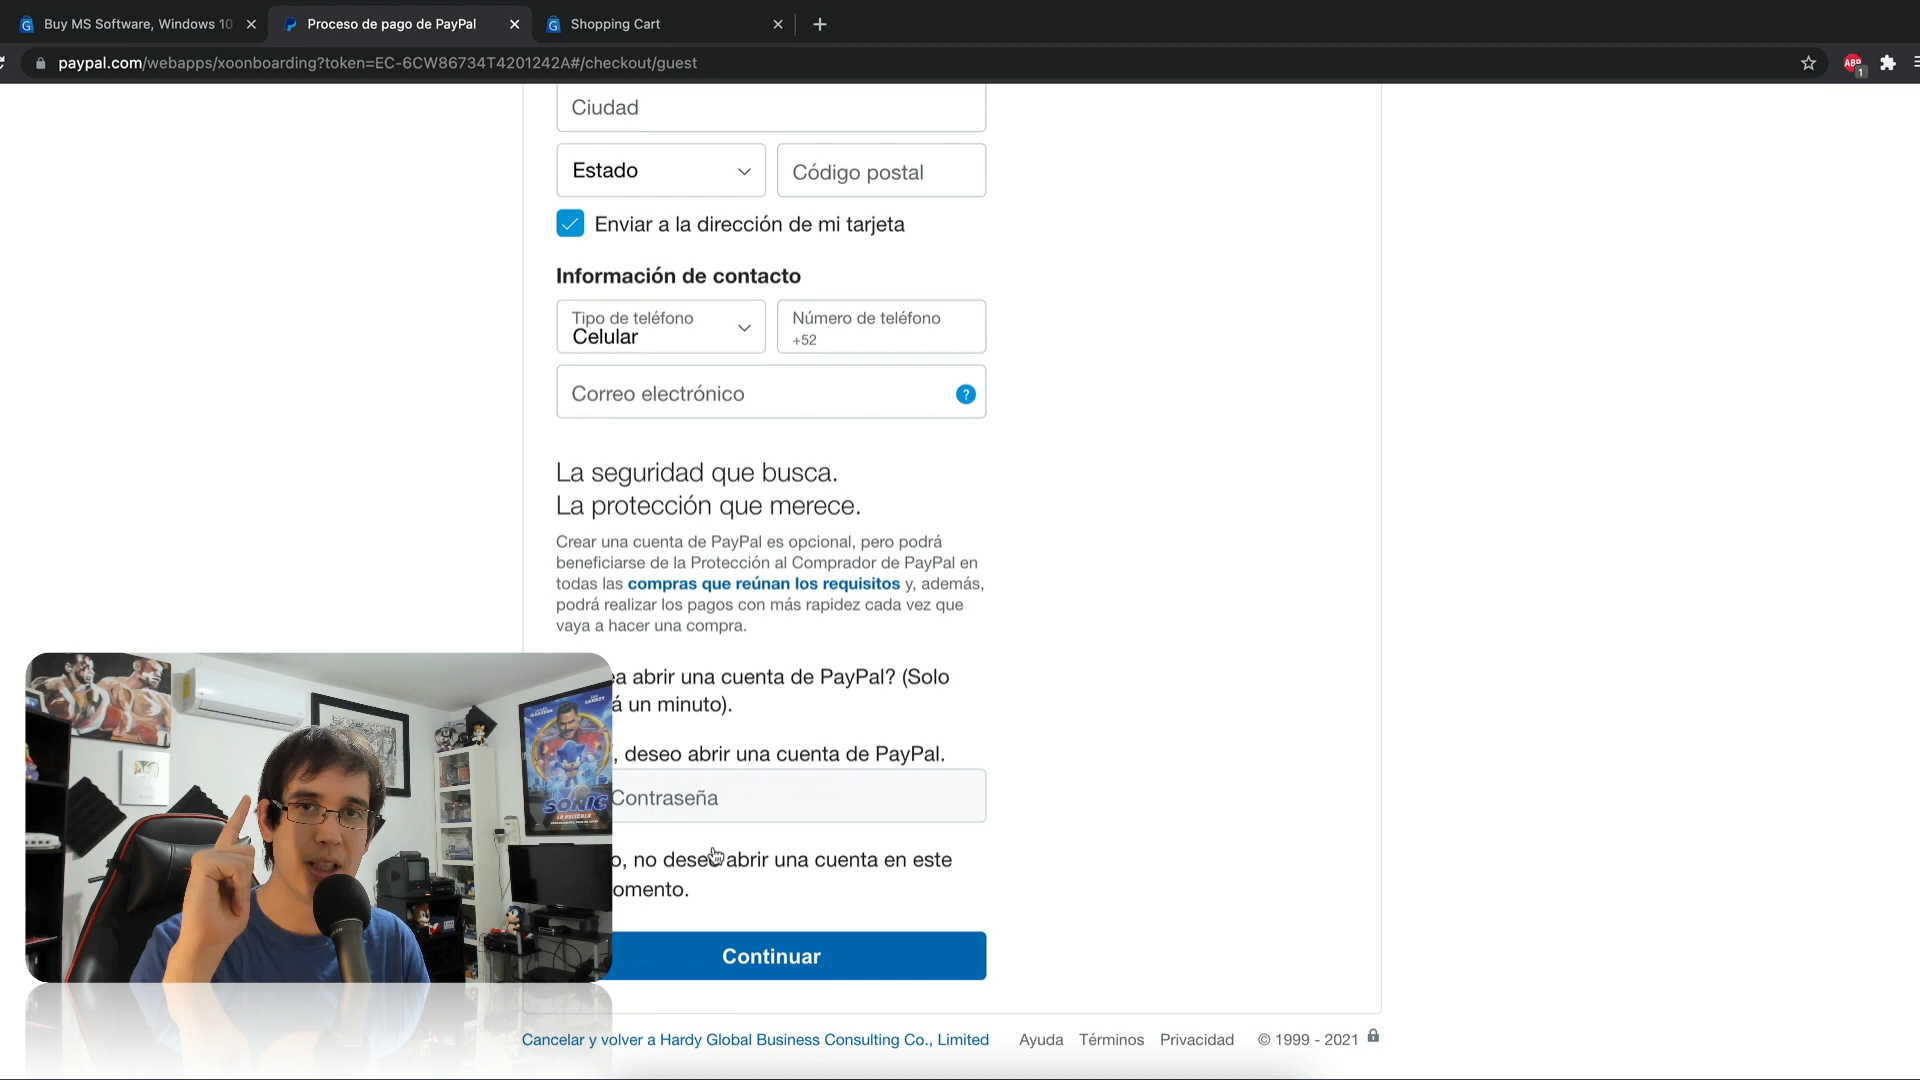 Buy MS Software, Windows 10
Proceso de pago de PayPal
Shopping Cart
paypal.com/webapps/xoonboarding?token=EC-6CW86734T4201242A#/checkout/guest
ABP
1
Ciudad
Estado
Código postal
Enviar a la dirección de mi tarjeta
Información de contacto
Tipo de teléfono
Celular
Número de teléfono
+52
Correo electrónico
?
La seguridad que busca.
La protección que merece.
Crear una cuenta de PayPal es opcional, pero podrá
beneficiarse de la Protección al Comprador de PayPal en
todas las compras que reúnan los requisitos y, además,
podrá realizar los pagos con más rapidez cada vez que
vaya a hacer una compra.
a abrir una cuenta de PayPal? (Solo
á un minuto).
, deseo abrir una cuenta de PayPal.
Contraseña
o, no deseo abrir una cuenta en este
omento.
Continuar
SONIC
LA PELÍCULA
Cancelar y volver a Hardy Global Business Consulting Co., Limited
Ayuda
Términos
Privacidad
© 1999 - 2021